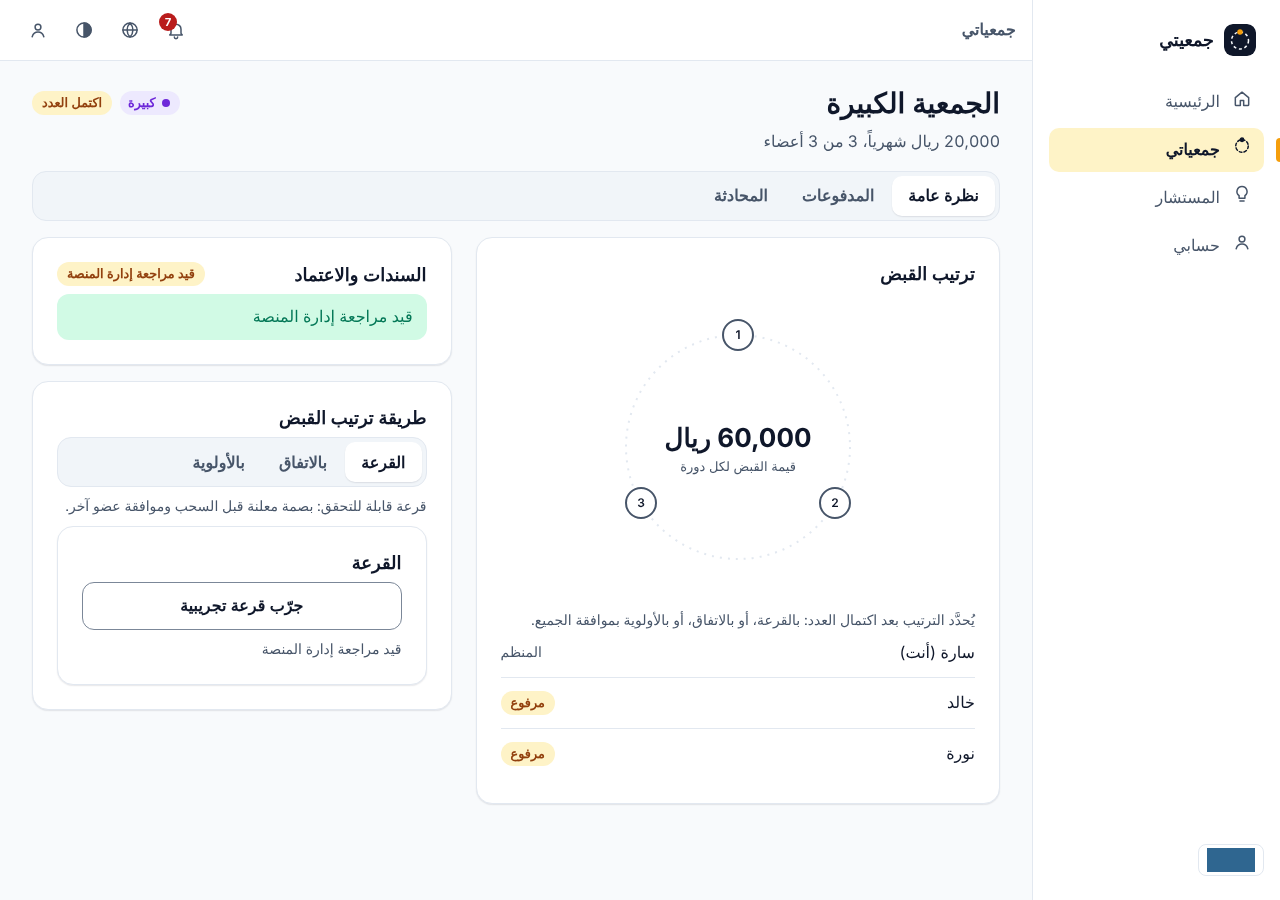 جمعيتي
الرئيسية
جمعياتي
المستشار
حسابي
جمعياتي
7
الجمعية الكبيرة
كبيرة
اكتمل العدد
20,000 ريال شهرياً، 3 من 3 أعضاء
نظرة عامة
المدفوعات
المحادثة
ترتيب القبض
1
60,000 ريال
قيمة القبض لكل دورة
2
3
يُحدَّد الترتيب بعد اكتمال العدد: بالقرعة، أو بالاتفاق، أو بالأولوية بموافقة الجميع.
سارة (أنت)
المنظم
خالد
مرفوع
نورة
مرفوع
السندات والاعتماد
قيد مراجعة إدارة المنصة
قيد مراجعة إدارة المنصة
طريقة ترتيب القبض
القرعة
بالاتفاق
بالأولوية
قرعة قابلة للتحقق: بصمة معلنة قبل السحب وموافقة عضو آخر.
القرعة
جرّب قرعة تجريبية
قيد مراجعة إدارة المنصة